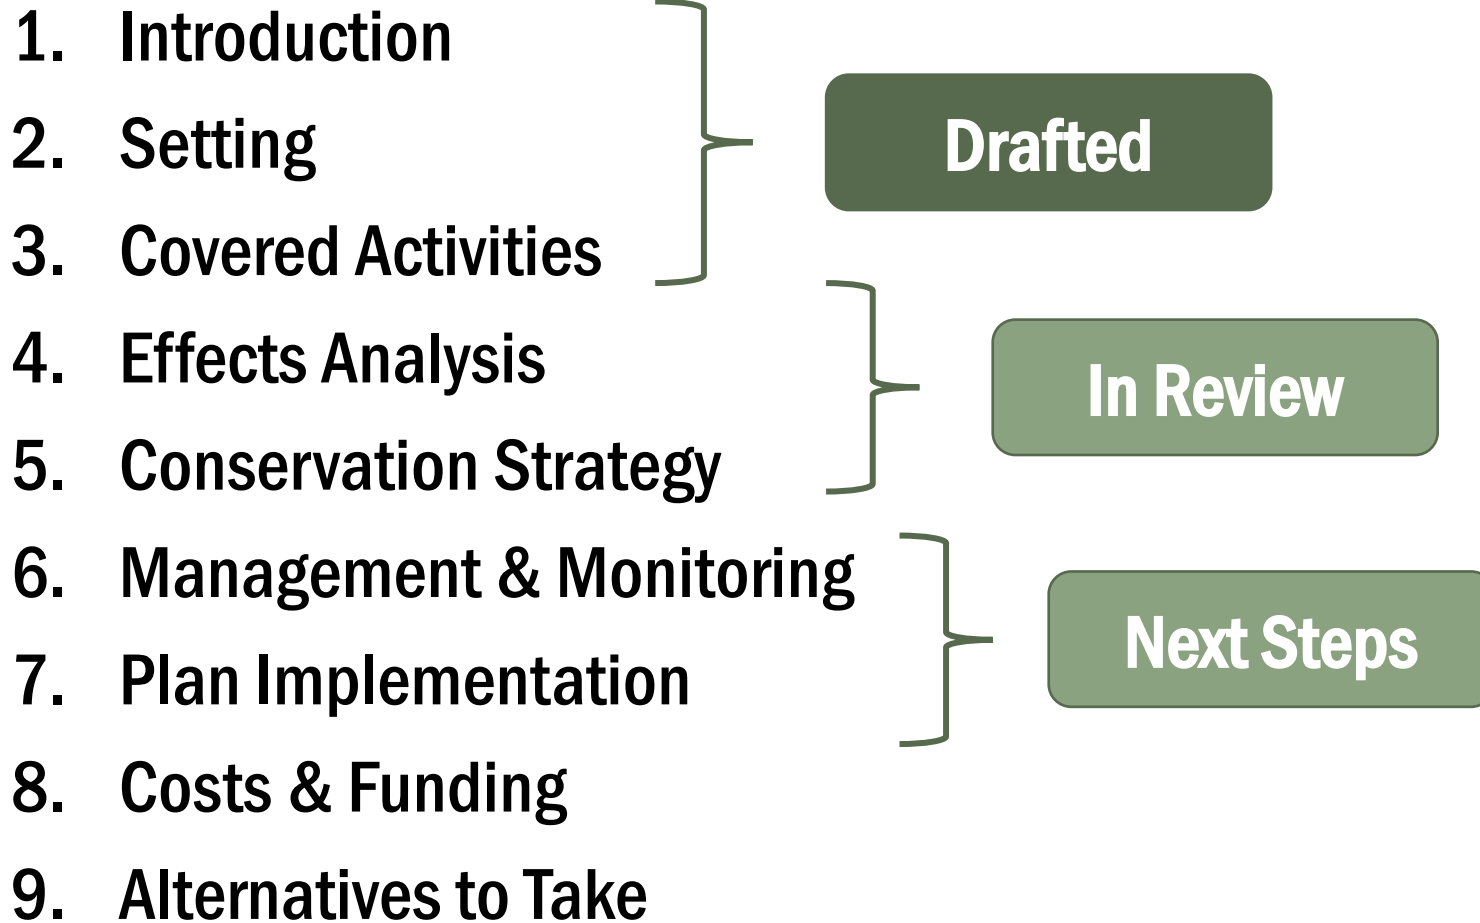 1. Introduction
2. Setting
3. Covered Activities
Drafted
4. Effects Analysis
5. Conservation Strategy
In Review
6. Management & Monitoring
7. Plan Implementation
Next Steps
8. Costs & Funding
9. Alternatives to Take